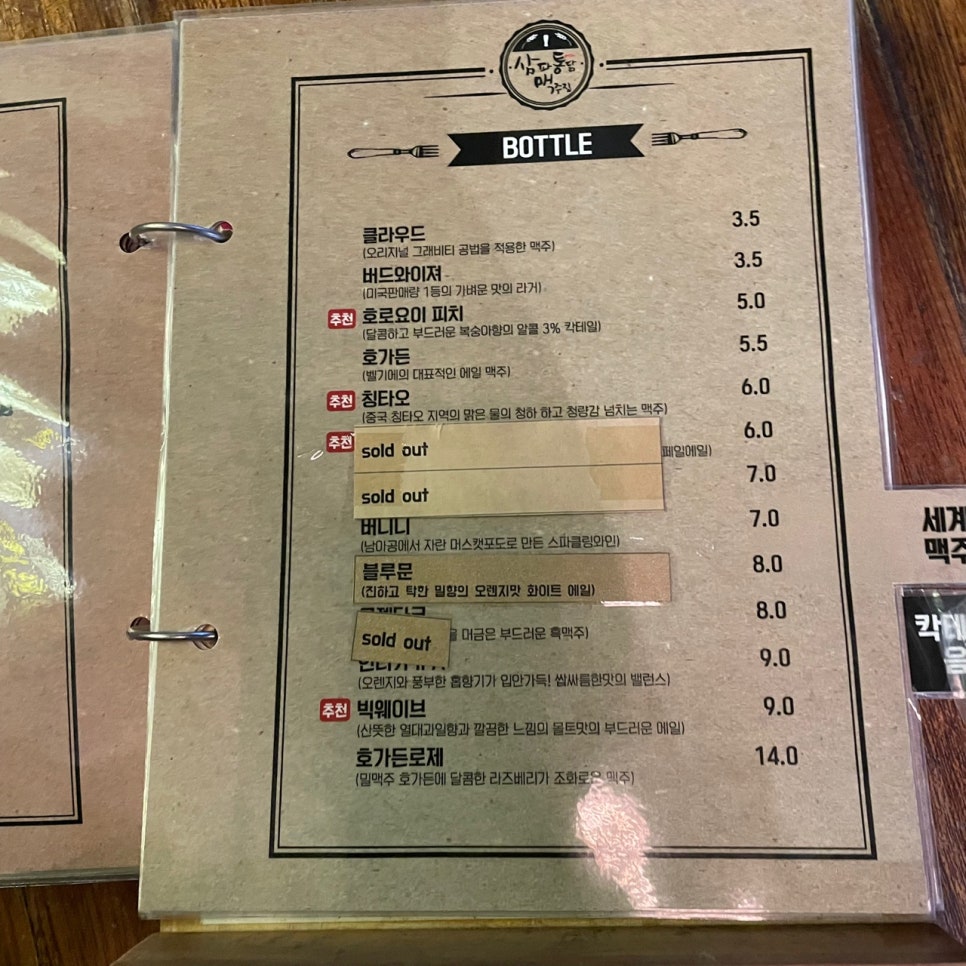 삼파통닭
맥주집
BOTTLE
클라우드 3.5
(오리지널 그래비티 공법을 적용한 맥주)
버드와이져 3.5
(미국판매량 1등의 가벼운 맛의 라거)
추천 호로요이 피치 5.0
(달콤하고 부드러운 복숭아향의 알콜 3% 칵테일)
호가든 5.5
(벨기에의 대표적인 에일 맥주)
추천 칭타오 6.0
(중국 칭타오 지역의 맑은 물의 청하 하고 청량감 넘치는 맥주)
추천 sold out 6.0
페일에일)
sold out 7.0
버니니 7.0
(남아공에서 자란 머스캣포도로 만든 스파클링와인)
블루문 8.0
(진하고 탁한 밀향의 오렌지맛 화이트 에일)
8.0
sold out 머금은 부드러운 흑맥주)
9.0
(오렌지와 풍부한 홉향기가 입안가득! 쌉싸름한맛의 밸런스)
추천 빅웨이브 9.0
(산뜻한 열대과일향과 깔끔한 느낌의 몰트맛의 부드러운 에일)
호가든로제 14.0
(밀맥주 호가든에 달콤한 라즈베리가 조화로운 맥주)
세계
맥주
칵테
음